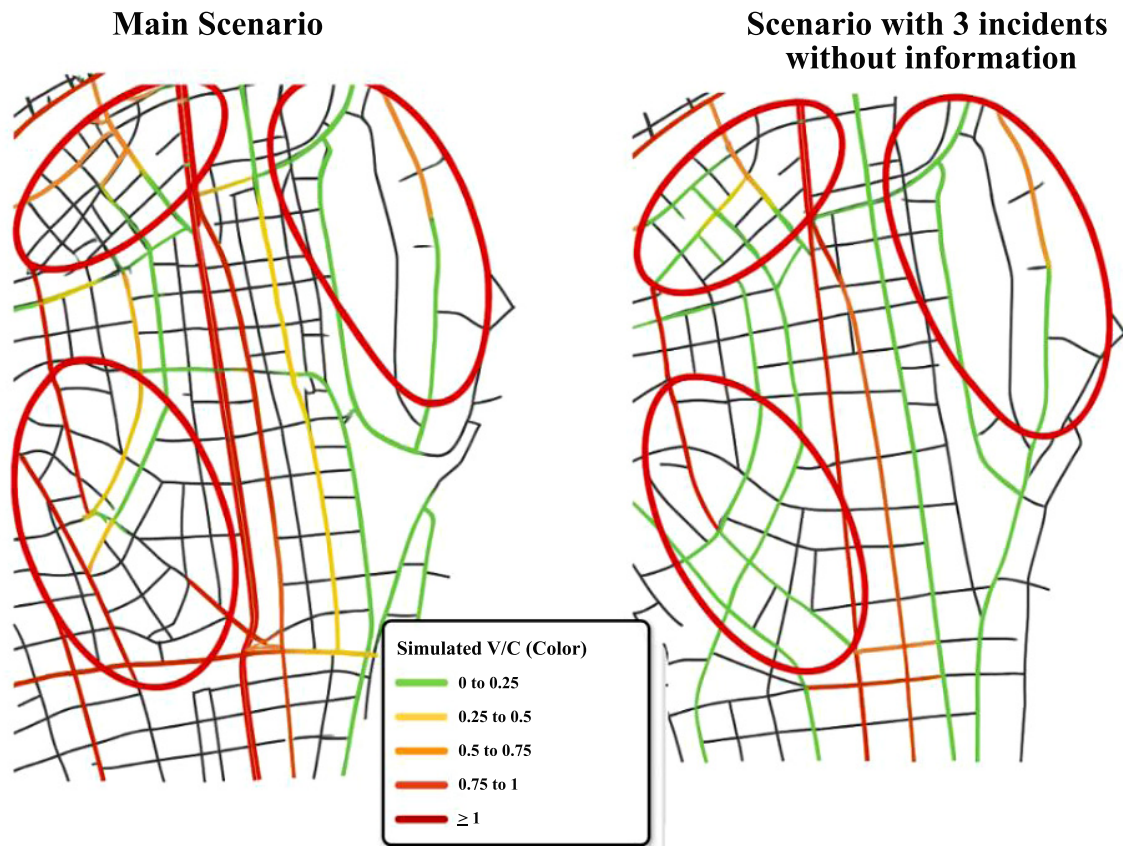 Main Scenario
Scenario with 3 incidents
without information
Simulated V/C (Color)
0 to 0.25
0.25 to 0.5
0.5 to 0.75
0.75 to 1
≥ 1